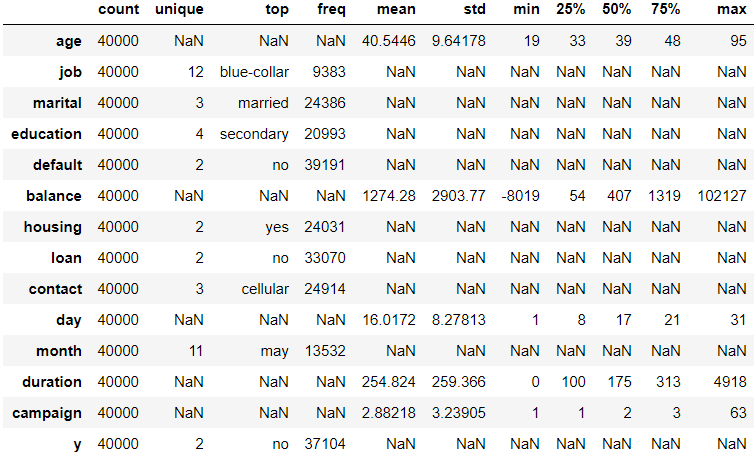 count unique top freq mean std min 25% 50% 75% max
age 40000 NaN NaN NaN 40.5446 9.64178 19 33 39 48 95
job 40000 12 blue-collar 9383 NaN NaN NaN NaN NaN NaN NaN
marital 40000 3 married 24386 NaN NaN NaN NaN NaN NaN NaN
education 40000 4 secondary 20993 NaN NaN NaN NaN NaN NaN NaN
default 40000 2 no 39191 NaN NaN NaN NaN NaN NaN NaN
balance 40000 NaN NaN NaN 1274.28 2903.77 -8019 54 407 1319 102127
housing 40000 2 yes 24031 NaN NaN NaN NaN NaN NaN NaN
loan 40000 2 no 33070 NaN NaN NaN NaN NaN NaN NaN
contact 40000 3 cellular 24914 NaN NaN NaN NaN NaN NaN NaN
day 40000 NaN NaN NaN 16.0172 8.27813 1 8 17 21 31
month 40000 11 may 13532 NaN NaN NaN NaN NaN NaN NaN
duration 40000 NaN NaN NaN 254.824 259.366 0 100 175 313 4918
campaign 40000 NaN NaN NaN 2.88218 3.23905 1 1 2 3 63
y 40000 2 no 37104 NaN NaN NaN NaN NaN NaN NaN